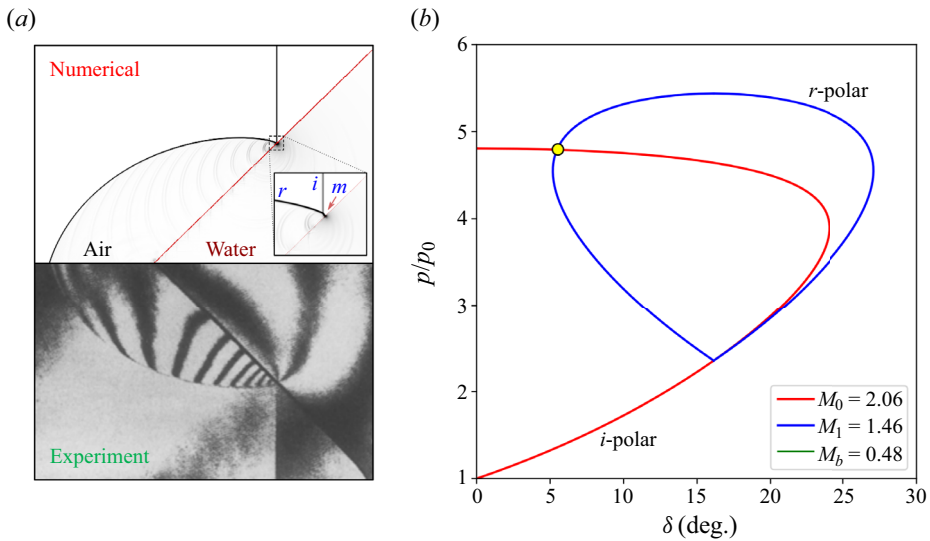 (a)
Numerical
r
i
m
Air
Water
Experiment
(b)
6
5
4
3
2
1
p/p0
r-polar
i-polar
M0 = 2.06
M1 = 1.46
Mb = 0.48
0
5
10
15
20
25
30
δ (deg.)